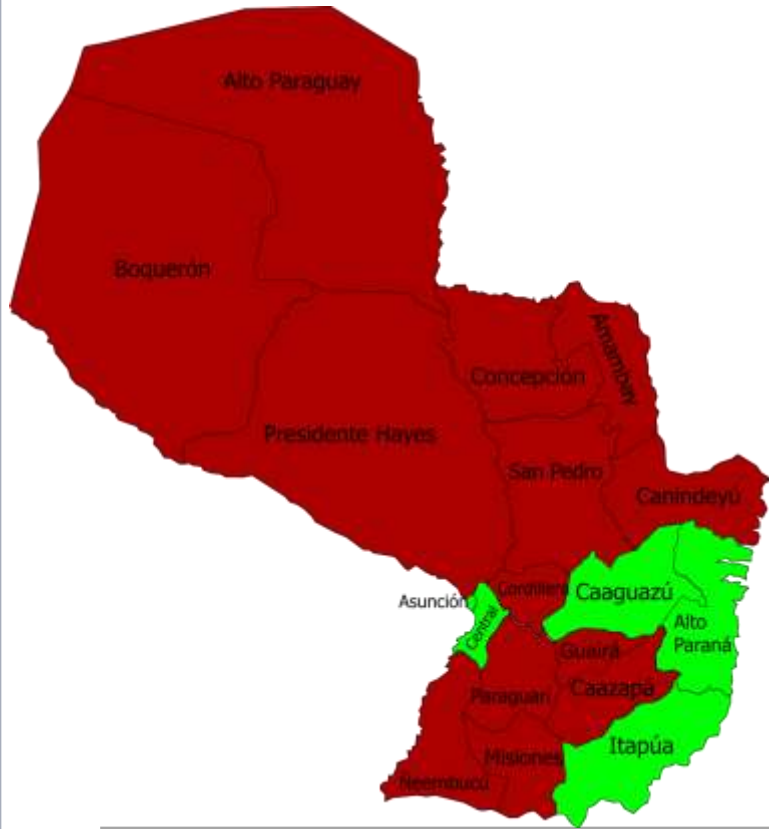 Alto Paraguay
Boquerón
Amambay
Concepción
Presidente Hayes
San Pedro
Canindeyú
Cordillera
Caaguazú
Asunción
Central
Alto
Paraná
Guairá
Caazapá
Paraguarí
Itapúa
Misiones
Ñeembucú